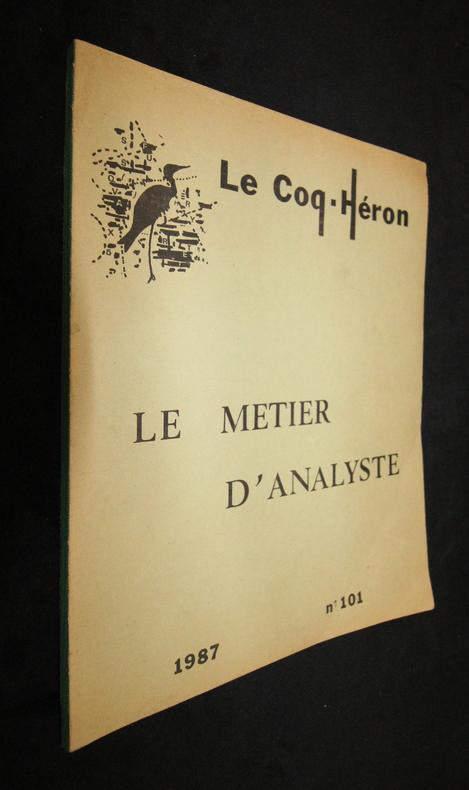 Le Coq-Héron
LE METIER
D'ANALYSTE
n° 101
1987